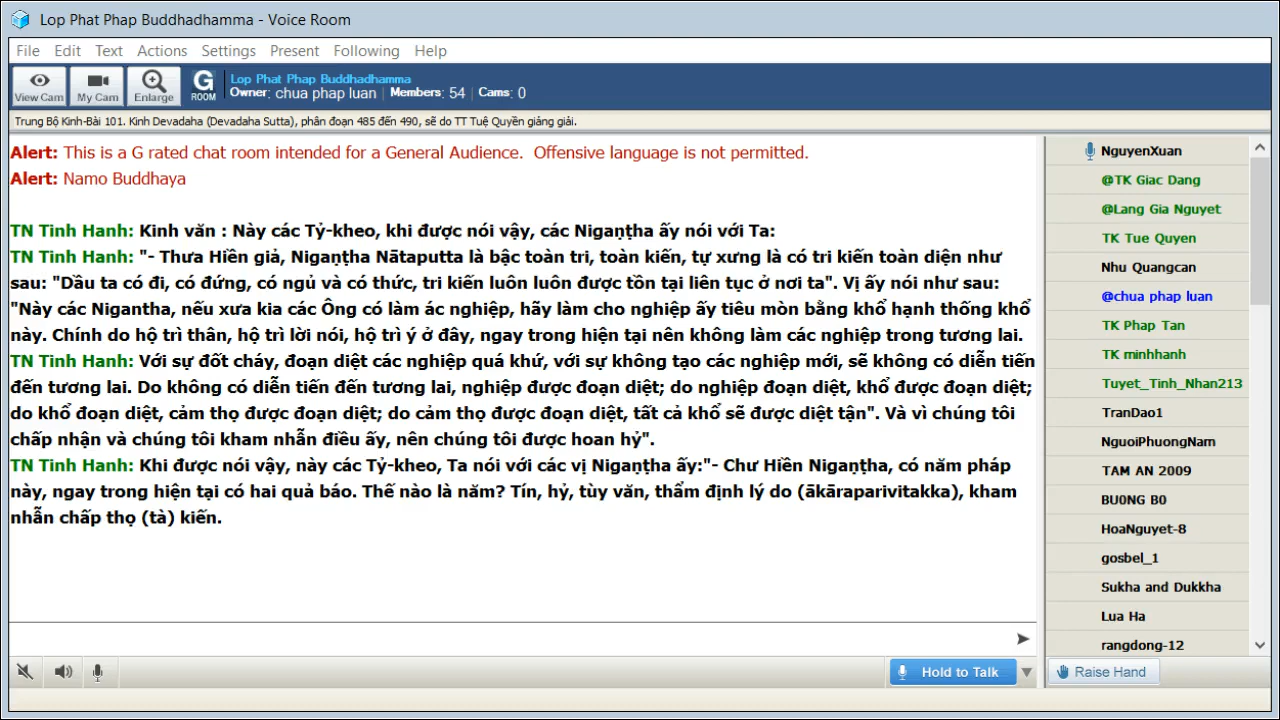 Lop Phat Phap Buddhadhamma - Voice Room
File Edit Text Actions Settings Present Following Help
View Cam My Cam Enlarge G ROOM
Lop Phat Phap Buddhadhamma
Owner: chua phap luan | Members: 54 | Cams: 0
Trung Bộ Kinh-Bài 101. Kinh Devadaha (Devadaha Sutta), phân đoạn 485 đến 490, sẽ do TT Tuệ Quyền giảng giải.
Alert: This is a G rated chat room intended for a General Audience. Offensive language is not permitted.
Alert: Namo Buddhaya
TN Tinh Hanh: Kinh văn : Này các Tỷ-kheo, khi được nói vậy, các Nigaṇṭha ấy nói với Ta:
TN Tinh Hanh: "- Thưa Hiền giả, Nigaṇṭha Nātaputta là bậc toàn tri, toàn kiến, tự xưng là có tri kiến toàn diện như
sau: "Dầu ta có đi, có đứng, có ngủ và có thức, tri kiến luôn luôn được tồn tại liên tục ở nơi ta". Vị ấy nói như sau:
"Này các Nigantha, nếu xưa kia các Ông có làm ác nghiệp, hãy làm cho nghiệp ấy tiêu mòn bằng khổ hạnh thống khổ
này. Chính do hộ trì thân, hộ trì lời nói, hộ trì ý ở đây, ngay trong hiện tại nên không làm các nghiệp trong tương lai.
TN Tinh Hanh: Với sự đốt cháy, đoạn diệt các nghiệp quá khứ, với sự không tạo các nghiệp mới, sẽ không có diễn tiến
đến tương lai. Do không có diễn tiến đến tương lai, nghiệp được đoạn diệt; do nghiệp đoạn diệt, khổ được đoạn diệt;
do khổ đoạn diệt, cảm thọ được đoạn diệt; do cảm thọ được đoạn diệt, tất cả khổ sẽ được diệt tận". Và vì chúng tôi
chấp nhận và chúng tôi kham nhẫn điều ấy, nên chúng tôi được hoan hỷ".
TN Tinh Hanh: Khi được nói vậy, này các Tỷ-kheo, Ta nói với các vị Nigaṇṭha ấy:"- Chư Hiền Nigaṇṭha, có năm pháp
này, ngay trong hiện tại có hai quả báo. Thế nào là năm? Tín, hỷ, tùy văn, thẩm định lý do (ākāraparivitakka), kham
nhẫn chấp thọ (tà) kiến.
NguyenXuan
@TK Giac Dang
@Lang Gia Nguyet
TK Tue Quyen
Nhu Quangcan
@chua phap luan
TK Phap Tan
TK minhhanh
Tuyet_Tinh_Nhan213
TranDao1
NguoiPhuongNam
TAM AN 2009
BU0NG B0
HoaNguyet-8
gosbel_1
Sukha and Dukkha
Lua Ha
rangdong-12
Hold to Talk
Raise Hand